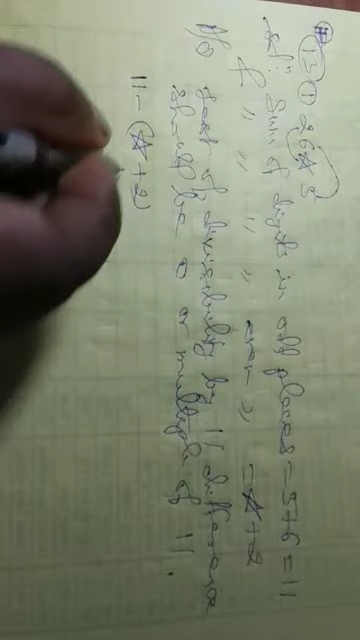 13) ① 26☆5
Sol: Sum of digits in odd places = 5+6 = 11
" " " " even " = ☆+2
By test of divisibility by 11 difference
should be 0 or multiple of 11.
11 - (☆+2)